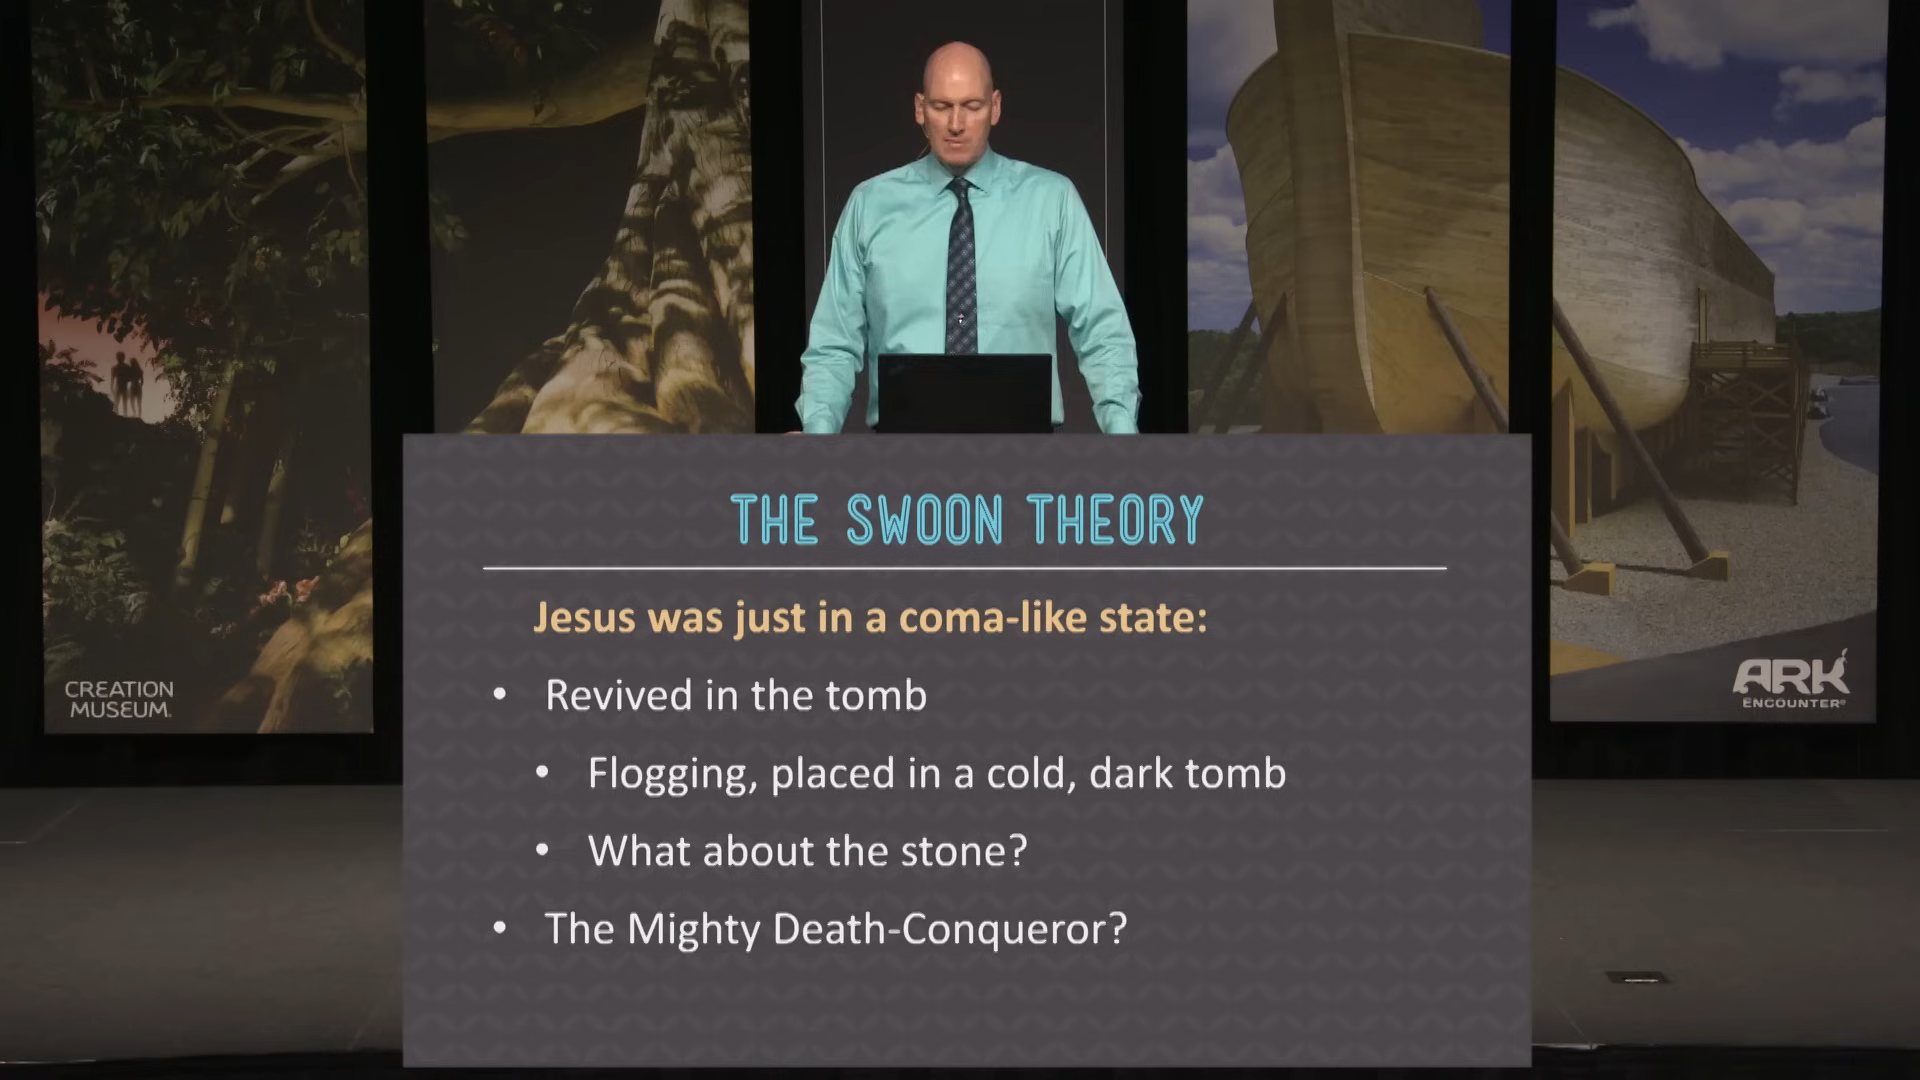 CREATION
MUSEUM
ARK
ENCOUNTER
THE SWOON THEORY
Jesus was just in a coma-like state:
• Revived in the tomb
• Flogging, placed in a cold, dark tomb
• What about the stone?
• The Mighty Death-Conqueror?